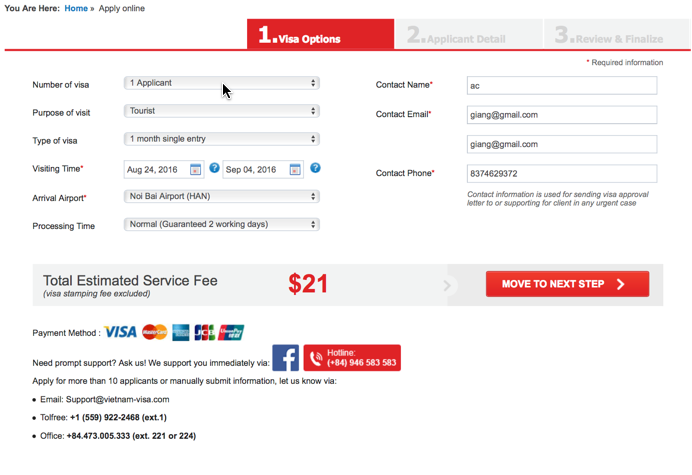 You Are Here: Home » Apply online
1.Visa Options 2.Applicant Detail 3.Review & Finalize
* Required information
Number of visa 1 Applicant
Purpose of visit Tourist
Type of visa 1 month single entry
Visiting Time* Aug 24, 2016 ? Sep 04, 2016 ?
Arrival Airport* Noi Bai Airport (HAN)
Processing Time Normal (Guaranteed 2 working days)
Contact Name* ac
Contact Email* giang@gmail.com
giang@gmail.com
Contact Phone* 8374629372
Contact information is used for sending visa approval
letter to or supporting for client in any urgent case
Total Estimated Service Fee
(visa stamping fee excluded)
$21
MOVE TO NEXT STEP
Payment Method : VISA MasterCard AMERICAN EXPRESS JCB UnionPay
Need prompt support? Ask us! We support you immediately via: f Hotline:
(+84) 946 583 583
Apply for more than 10 applicants or manually submit information, let us know via:
• Email: Support@vietnam-visa.com
• Tolfree: +1 (559) 922-2468 (ext.1)
• Office: +84.473.005.333 (ext. 221 or 224)